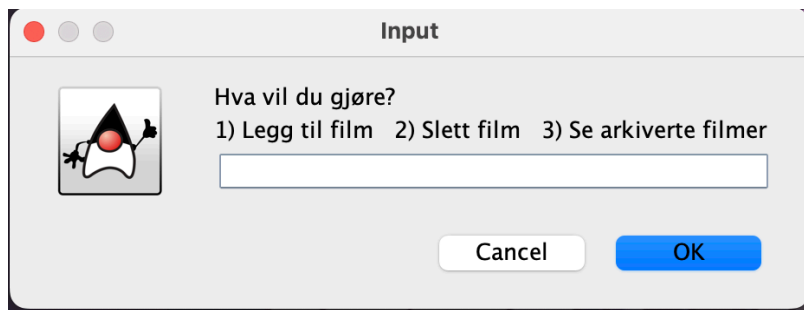 Input
Hva vil du gjøre?
1) Legg til film 2) Slett film 3) Se arkiverte filmer
Cancel OK